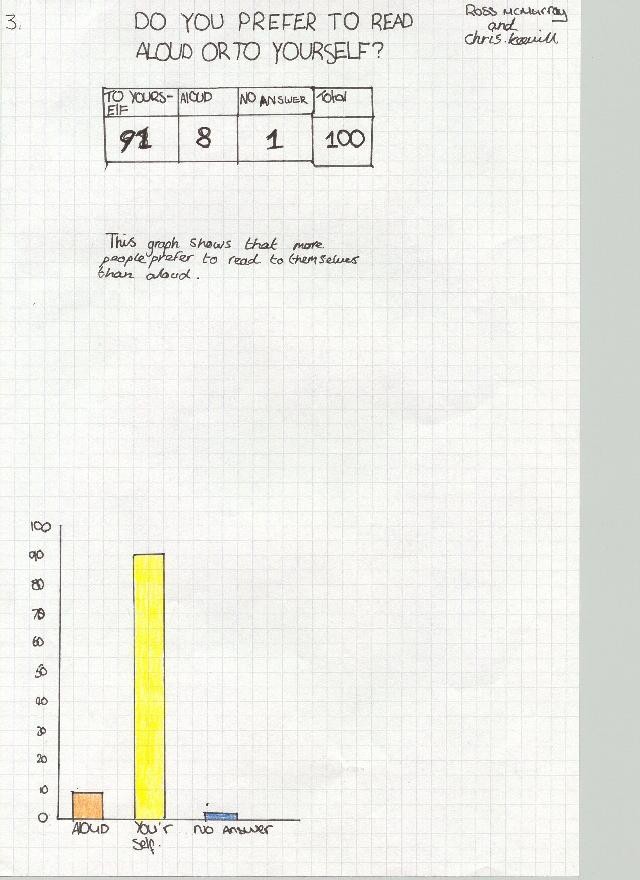 3.
DO YOU PREFER TO READ
ALOUD OR TO YOURSELF?
ROSS MCMURRAY
and
Chris.
TO YOURS- ALOUD NO ANSWER Total
ELF
91 8 1 100
This graph shows that more
people prefer to read to themselves
than aloud.
100
90
80
70
60
50
40
30
20
10
0
ALOUD You'r No Answer
Self.